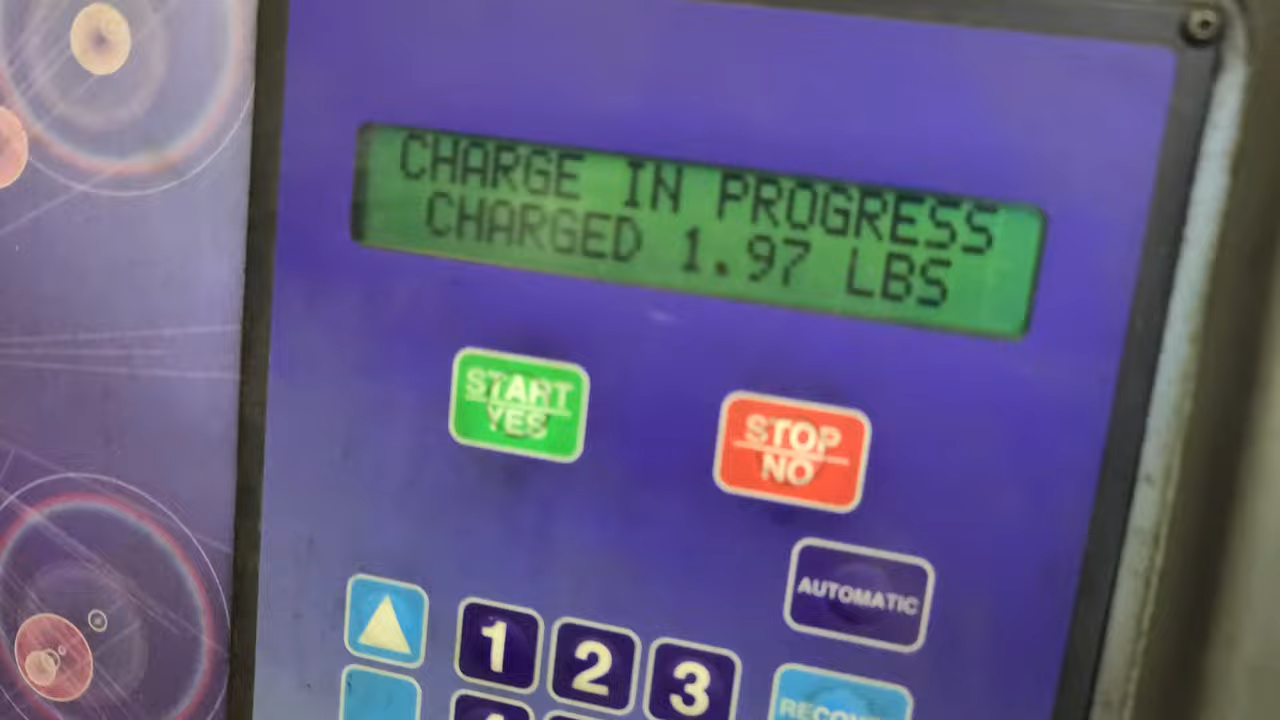 CHARGE IN PROGRESS
CHARGED 1.97 LBS
START
YES
STOP
NO
AUTOMATIC
1 2 3